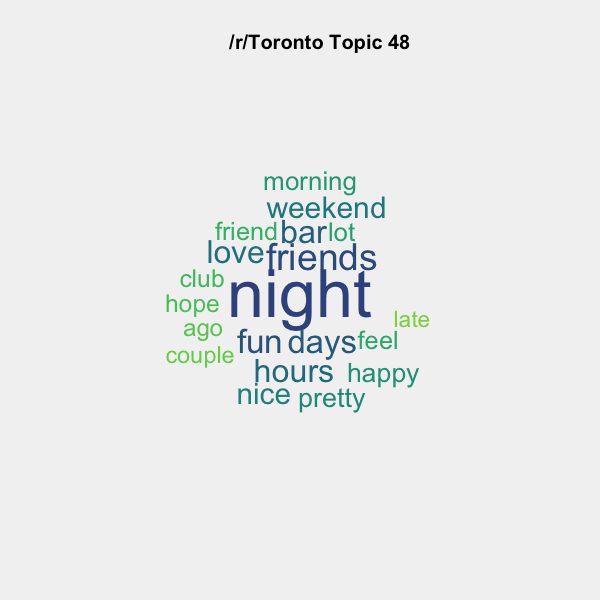 /r/Toronto Topic 48
morning
weekend
friend bar lot
love friends
club night
hope
ago late
couple fun days feel
hours happy
nice pretty